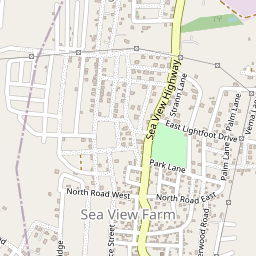 Sea View Highway
Strann Lane
Palm Lane
East Lightfoot Drive
Park Lane
Palm Lane
North Road West
North Road East
Sea View Farm